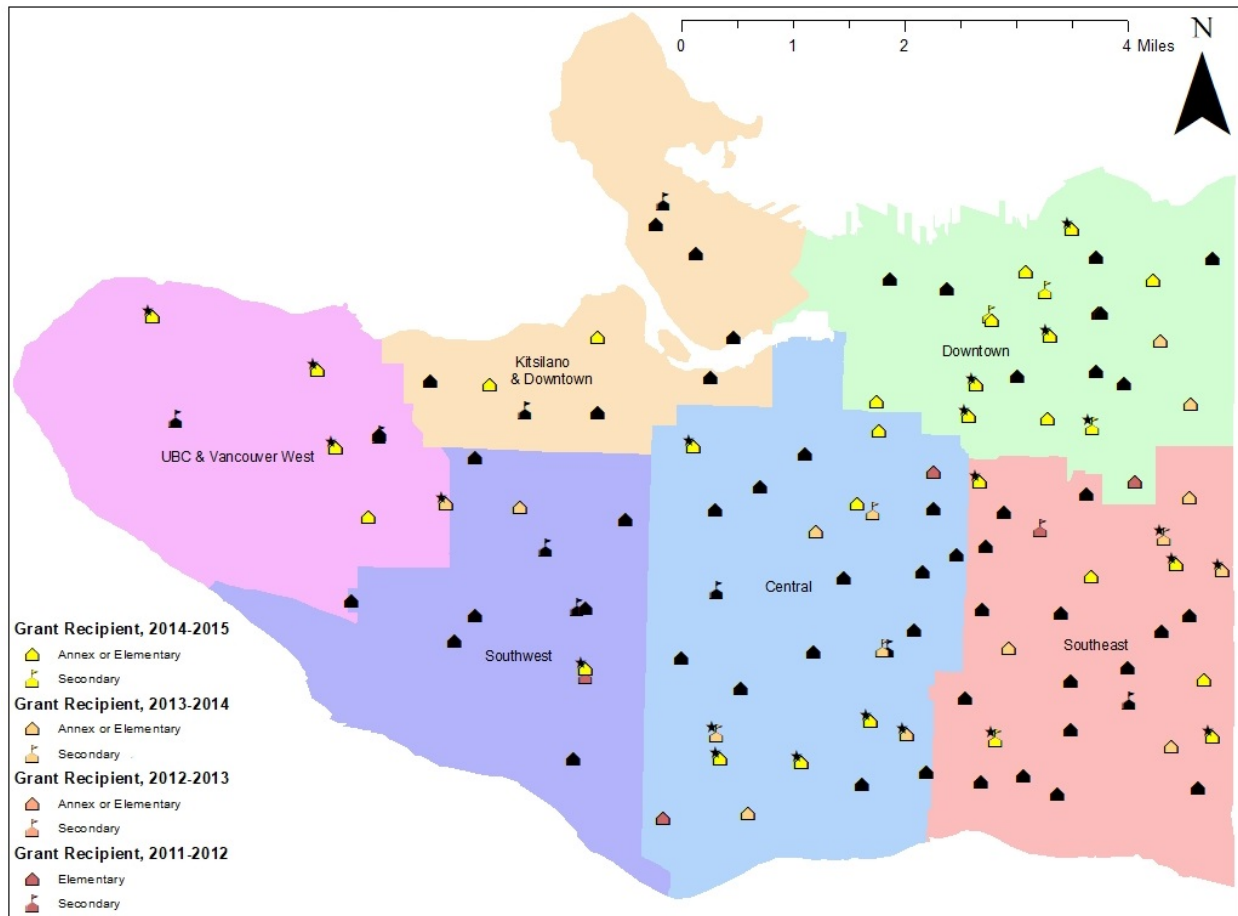 N
0 1 2 4 Miles
Kitsilano
& Downtown
Downtown
UBC & Vancouver West
Central
Southwest
Southeast
Grant Recipient, 2014-2015
Annex or Elementary
Secondary
Grant Recipient, 2013-2014
Annex or Elementary
Secondary
Grant Recipient, 2012-2013
Annex or Elementary
Secondary
Grant Recipient, 2011-2012
Elementary
Secondary